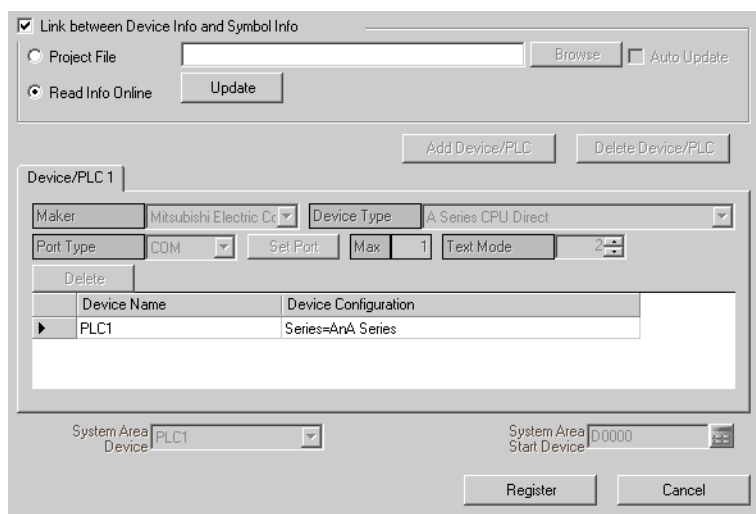 Link between Device Info and Symbol Info
Project File Browse Auto Update
Read Info Online Update
Add Device/PLC Delete Device/PLC
Device/PLC 1
Maker Mitsubishi Electric Co Device Type A Series CPU Direct
Port Type COM Set Port Max 1 Text Mode 2
Delete
Device Name Device Configuration
PLC1 Series=AnA Series
System Area Device PLC1 System Area Start Device D0000
Register Cancel